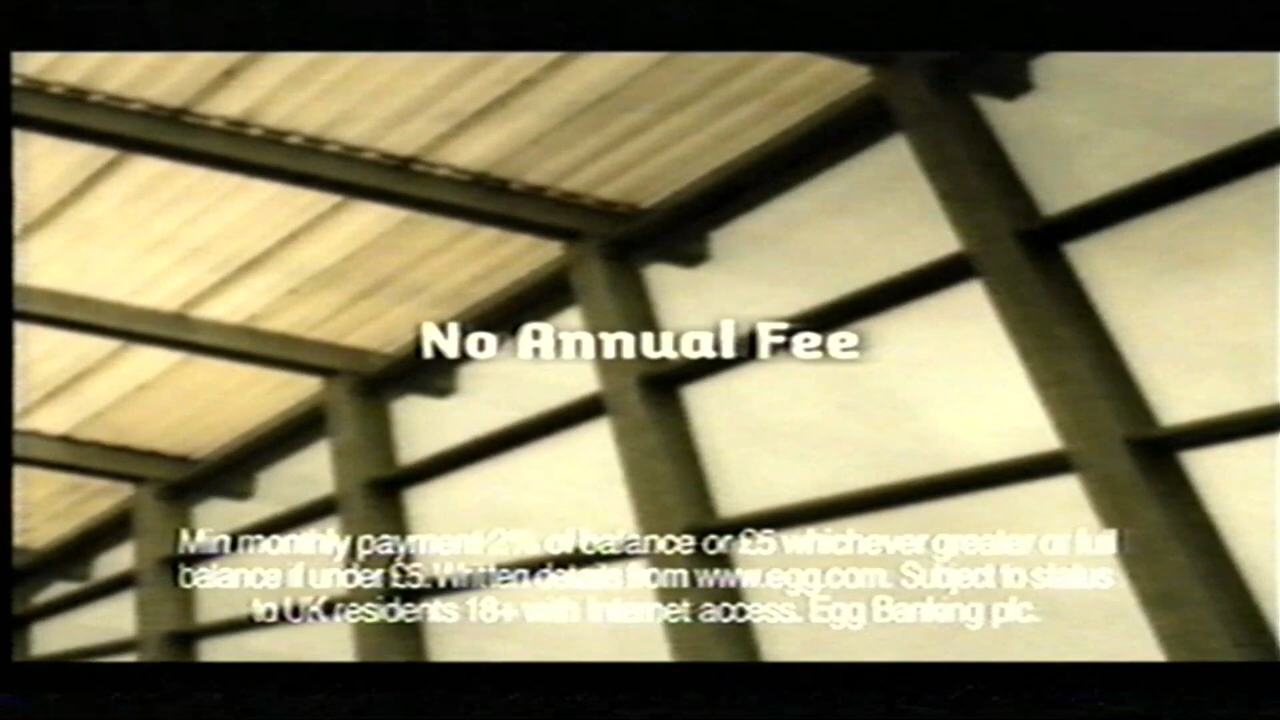 No Annual Fee
Min monthly payment 2% of balance or £5 whichever greater or full
balance if under £5. Written details from www.egg.com. Subject to status
to UK residents 18+ with Internet access. Egg Banking plc.